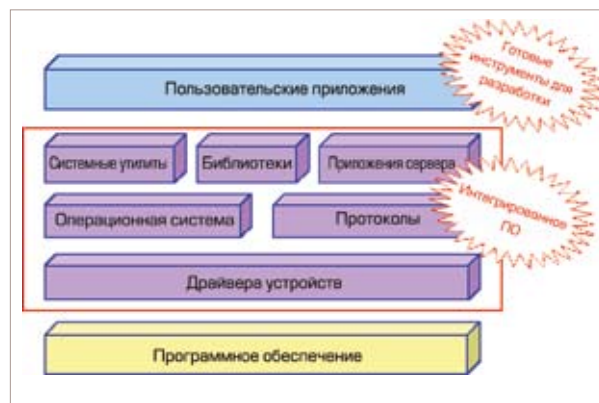 Готовые
инструменты для
разработки
Пользовательские приложения
Системные утилиты
Библиотеки
Приложения сервера
Интегрированное
ПО
Операционная система
Протоколы
Драйвера устройств
Программное обеспечение